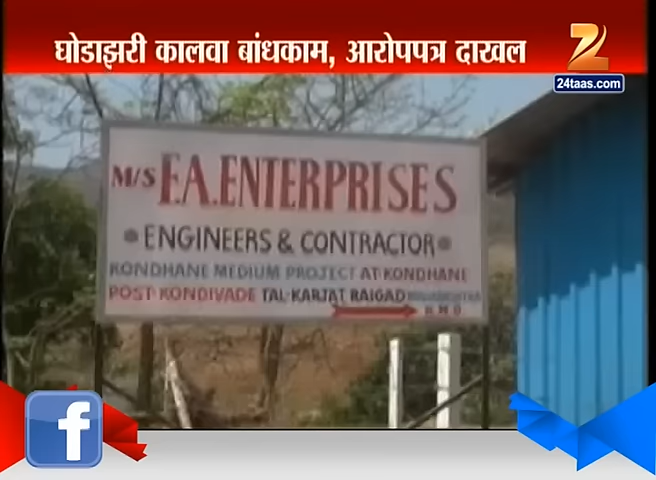 घोडाझरी कालवा बांधकाम, आरोपपत्र दाखल
24taas.com
M/S F.A. ENTERPRISES
ENGINEERS & CONTRACTOR
KONDHANE MEDIUM PROJECT AT KONDHANE
POST-KONDIVADE TAL-KARJAT RAIGAD